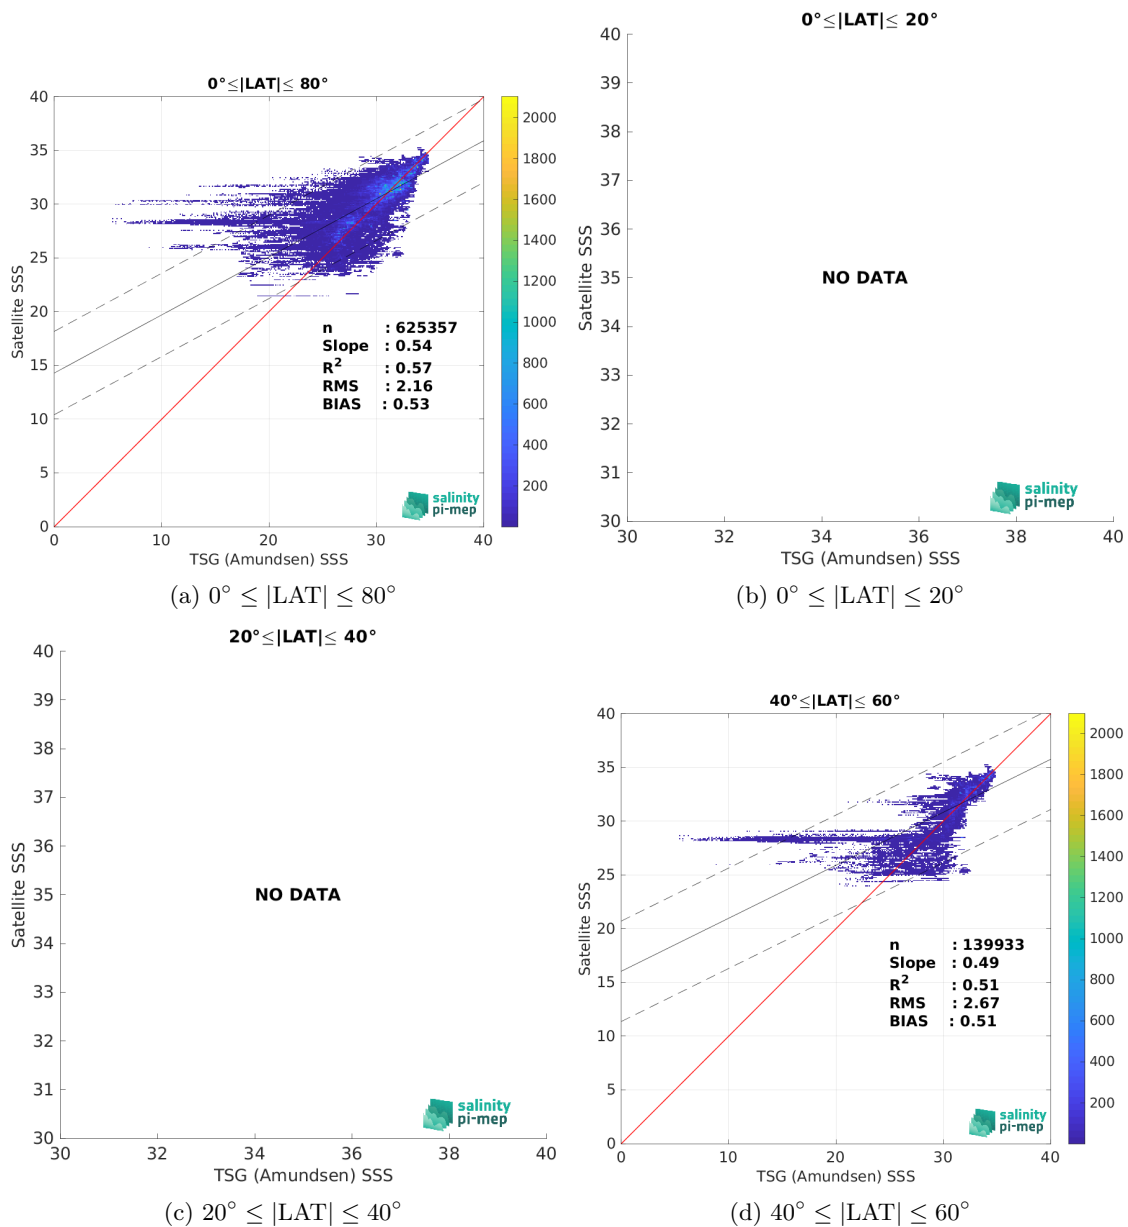 0°≤|LAT|≤ 80°
40
35
30
25
20
15
10
5
0
Satellite SSS
0
10
20
30
40
TSG (Amundsen) SSS
n : 625357
Slope : 0.54
R² : 0.57
RMS : 2.16
BIAS : 0.53
salinity
pi-mep
2000
1800
1600
1400
1200
1000
800
600
400
200
(a) 0° ≤ |LAT| ≤ 80°
0°≤|LAT|≤ 20°
40
39
38
37
36
35
34
33
32
31
30
Satellite SSS
NO DATA
salinity
pi-mep
30
32
34
36
38
40
TSG (Amundsen) SSS
(b) 0° ≤ |LAT| ≤ 20°
20°≤|LAT|≤ 40°
40
39
38
37
36
35
34
33
32
31
30
Satellite SSS
NO DATA
salinity
pi-mep
30
32
34
36
38
40
TSG (Amundsen) SSS
(c) 20° ≤ |LAT| ≤ 40°
40°≤|LAT|≤ 60°
40
35
30
25
20
15
10
5
0
Satellite SSS
n : 139933
Slope : 0.49
R² : 0.51
RMS : 2.67
BIAS : 0.51
salinity
pi-mep
0
10
20
30
40
TSG (Amundsen) SSS
2000
1800
1600
1400
1200
1000
800
600
400
200
(d) 40° ≤ |LAT| ≤ 60°